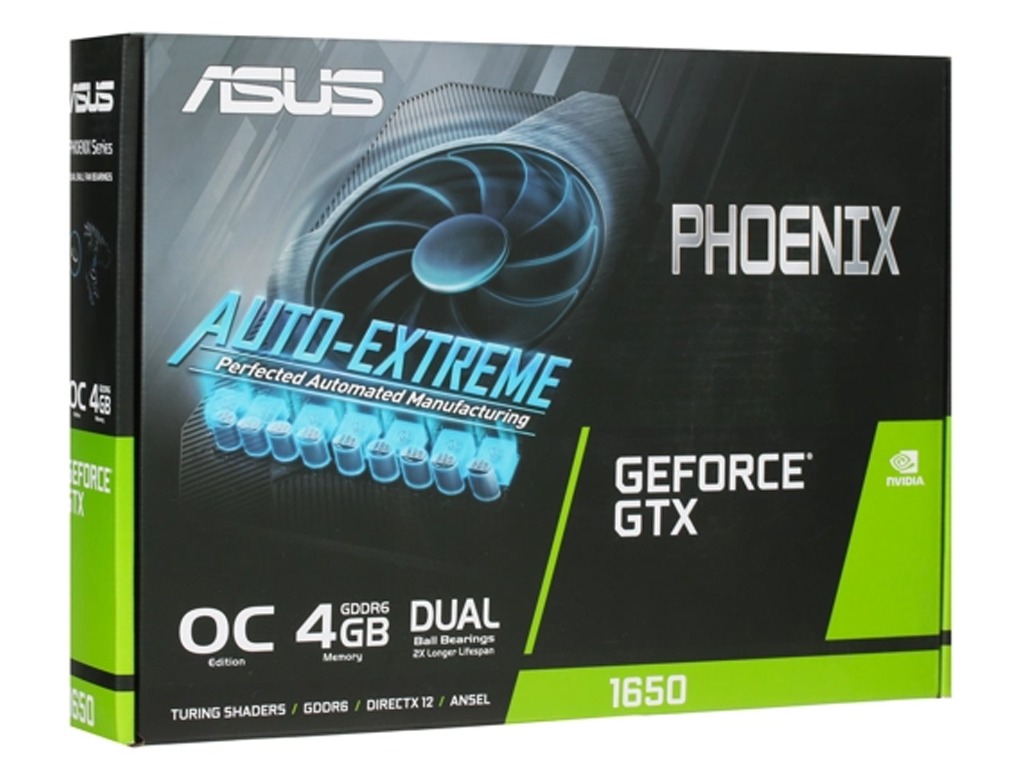 ASUS
PHOENIX
AUTO-EXTREME
Perfected Automated Manufacturing
GEFORCE®
GTX
NVIDIA
OC
Edition
4GB
GDDR6
Memory
DUAL
Ball Bearings
2X Longer Lifespan
TURING SHADERS / GDDR6 / DIRECTX 12 / ANSEL
1650
ASUS
PHOENIX Series
OC 4GB
GEFORCE
GTX
1650